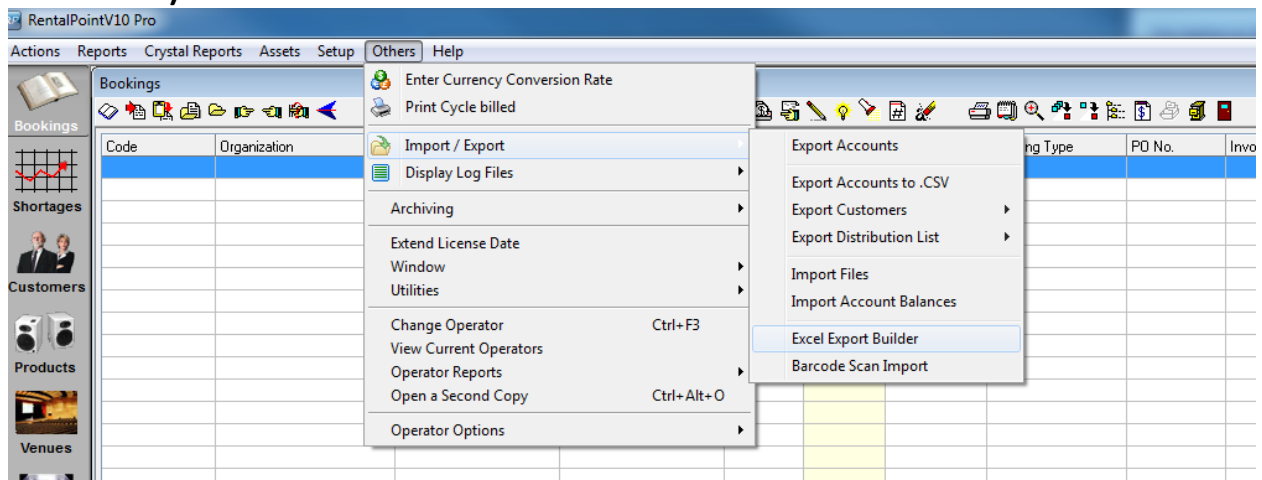 RentalPointV10 Pro
Actions Reports Crystal Reports Assets Setup Others Help
Bookings
Bookings
Code Organization ng Type PO No. Invo
Shortages
Customers
Products
Venues
Enter Currency Conversion Rate
Print Cycle billed
Import / Export
Display Log Files
Archiving
Extend License Date
Window
Utilities
Change Operator Ctrl+F3
View Current Operators
Operator Reports
Open a Second Copy Ctrl+Alt+O
Operator Options
Export Accounts
Export Accounts to .CSV
Export Customers
Export Distribution List
Import Files
Import Account Balances
Excel Export Builder
Barcode Scan Import